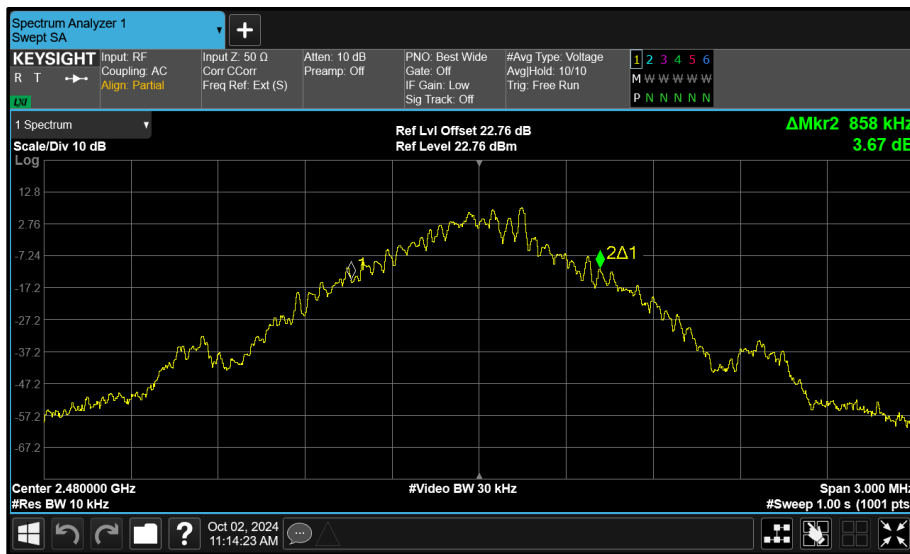 Spectrum Analyzer 1
Swept SA
KEYSIGHT
R T
LXI
Input: RF
Coupling: AC
Align: Partial
Input Z: 50 Ω
Corr CCorr
Freq Ref: Ext (S)
Atten: 10 dB
Preamp: Off
PNO: Best Wide
Gate: Off
IF Gain: Low
Sig Track: Off
#Avg Type: Voltage
Avg|Hold: 10/10
Trig: Free Run
1 2 3 4 5 6
M W W W W W
P N N N N N
1 Spectrum
Scale/Div 10 dB
Log
Ref Lvl Offset 22.76 dB
Ref Level 22.76 dBm
ΔMkr2 858 kHz
3.67 dB
12.8
2.76
-7.24
-17.2
-27.2
-37.2
-47.2
-57.2
-67.2
1
2Δ1
Center 2.480000 GHz
#Res BW 10 kHz
#Video BW 30 kHz
Span 3.000 MHz
#Sweep 1.00 s (1001 pts
?
Oct 02, 2024
11:14:23 AM